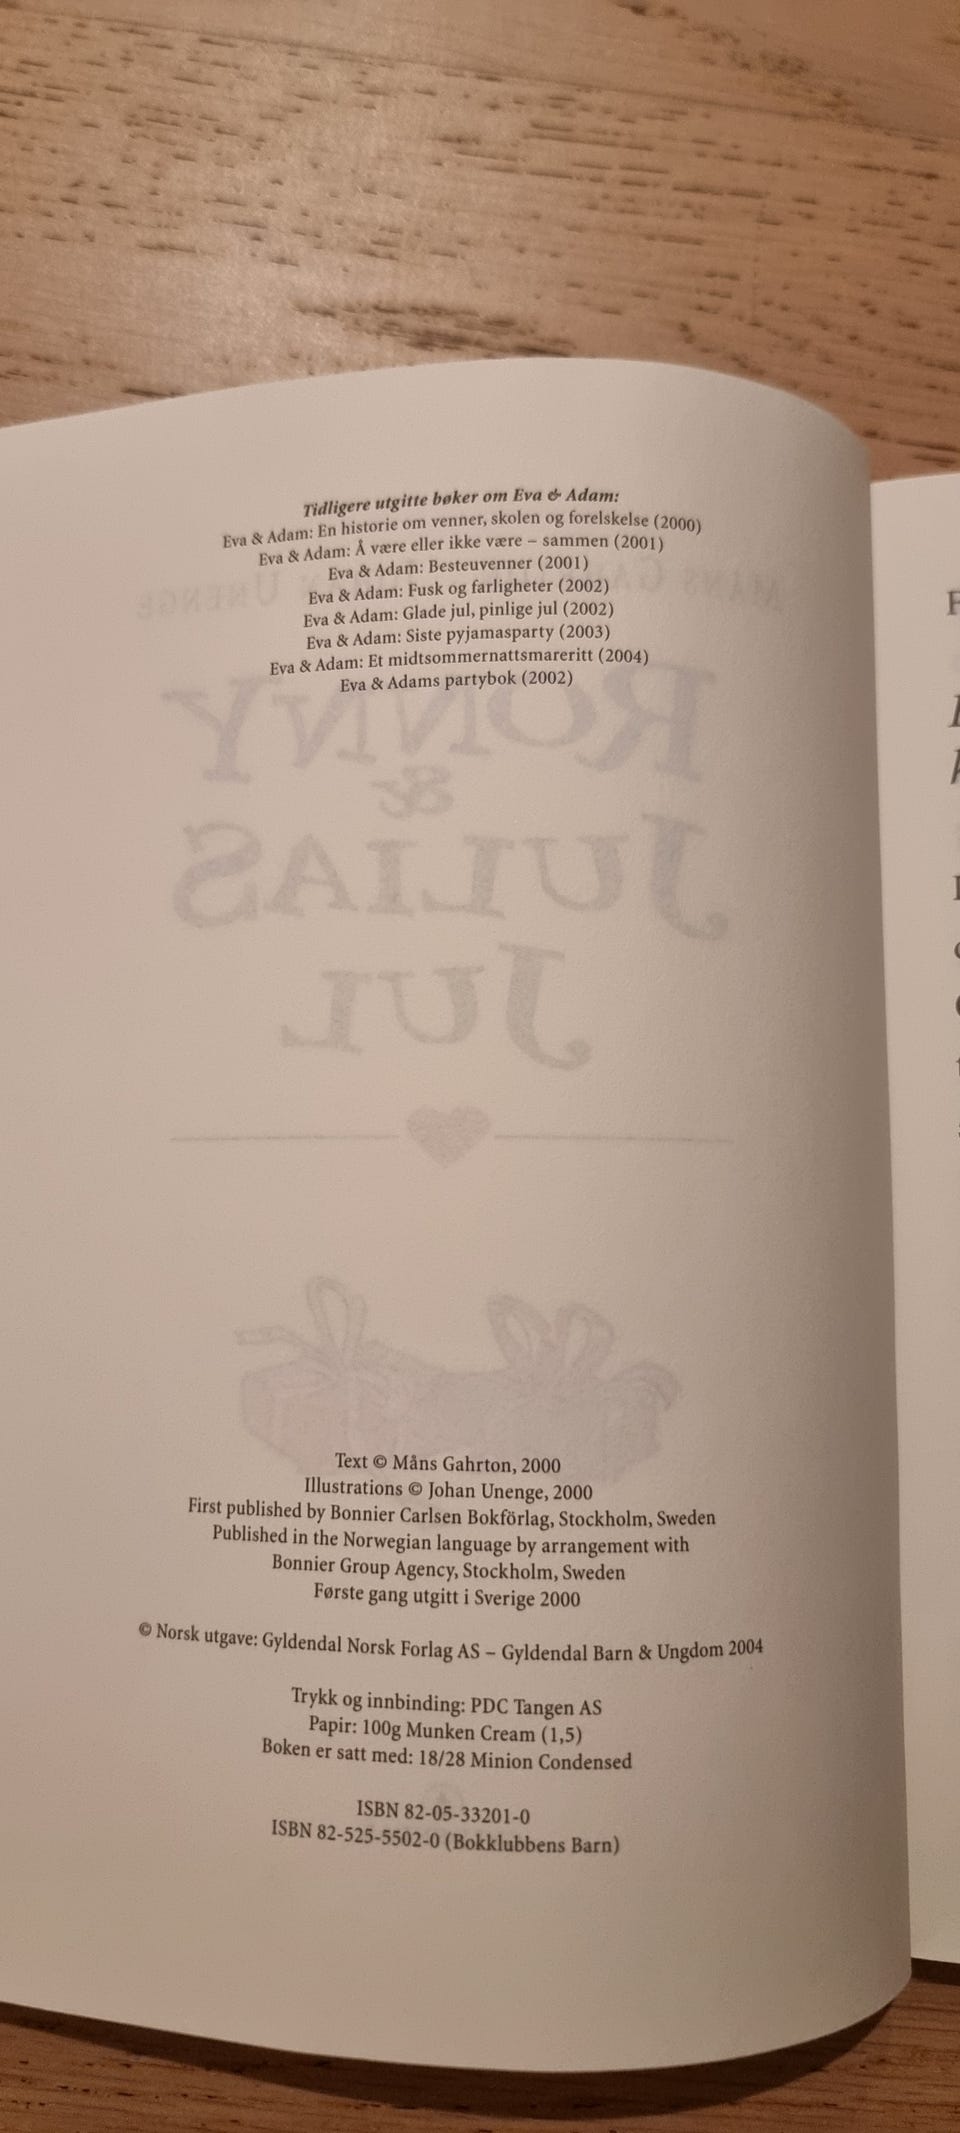 Tidligere utgitte bøker om Eva & Adam:
Eva & Adam: En historie om venner, skolen og forelskelse (2000)
Eva & Adam: Å være eller ikke være – sammen (2001)
Eva & Adam: Besteuvenner (2001)
Eva & Adam: Fusk og farligheter (2002)
Eva & Adam: Glade jul, pinlige jul (2002)
Eva & Adam: Siste pyjamasparty (2003)
Eva & Adam: Et midtsommernattsmareritt (2004)
Eva & Adams partybok (2002)
RONNY
&
JULIAS
JUL
Text © Måns Gahrton, 2000
Illustrations © Johan Unenge, 2000
First published by Bonnier Carlsen Bokförlag, Stockholm, Sweden
Published in the Norwegian language by arrangement with
Bonnier Group Agency, Stockholm, Sweden
Første gang utgitt i Sverige 2000
© Norsk utgave: Gyldendal Norsk Forlag AS – Gyldendal Barn & Ungdom 2004
Trykk og innbinding: PDC Tangen AS
Papir: 100g Munken Cream (1,5)
Boken er satt med: 18/28 Minion Condensed
ISBN 82-05-33201-0
ISBN 82-525-5502-0 (Bokklubbens Barn)